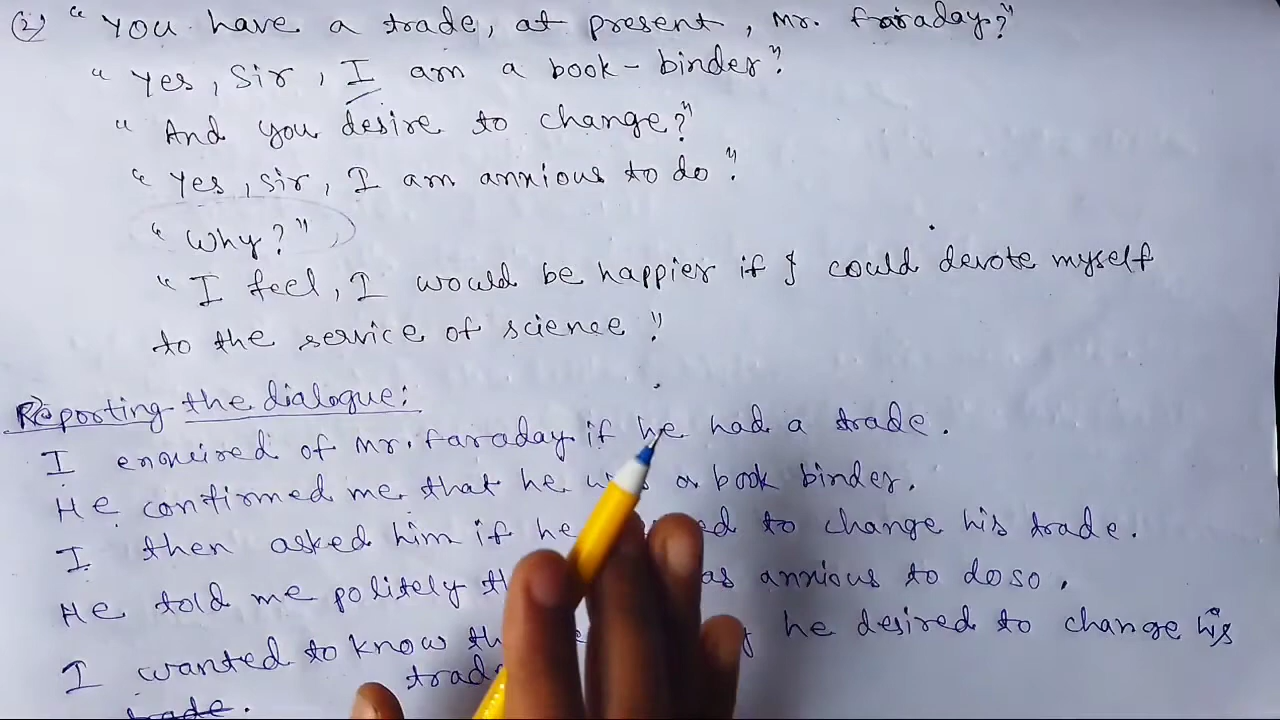 (2) "You have a trade, at present, Mr. Faraday?"
"Yes, Sir, I am a book-binder".
"And you desire to change?"
"Yes, sir, I am anxious to do".
"Why?"
"I feel, I would be happier if I could devote myself
to the service of science".
Reporting the dialogue:
I enquired of Mr. Faraday if he had a trade.
He confirmed me that he a book binder.
I then asked him if he to change his trade.
He told me politely anxious to do so.
I wanted to know he desired to change his
trade.